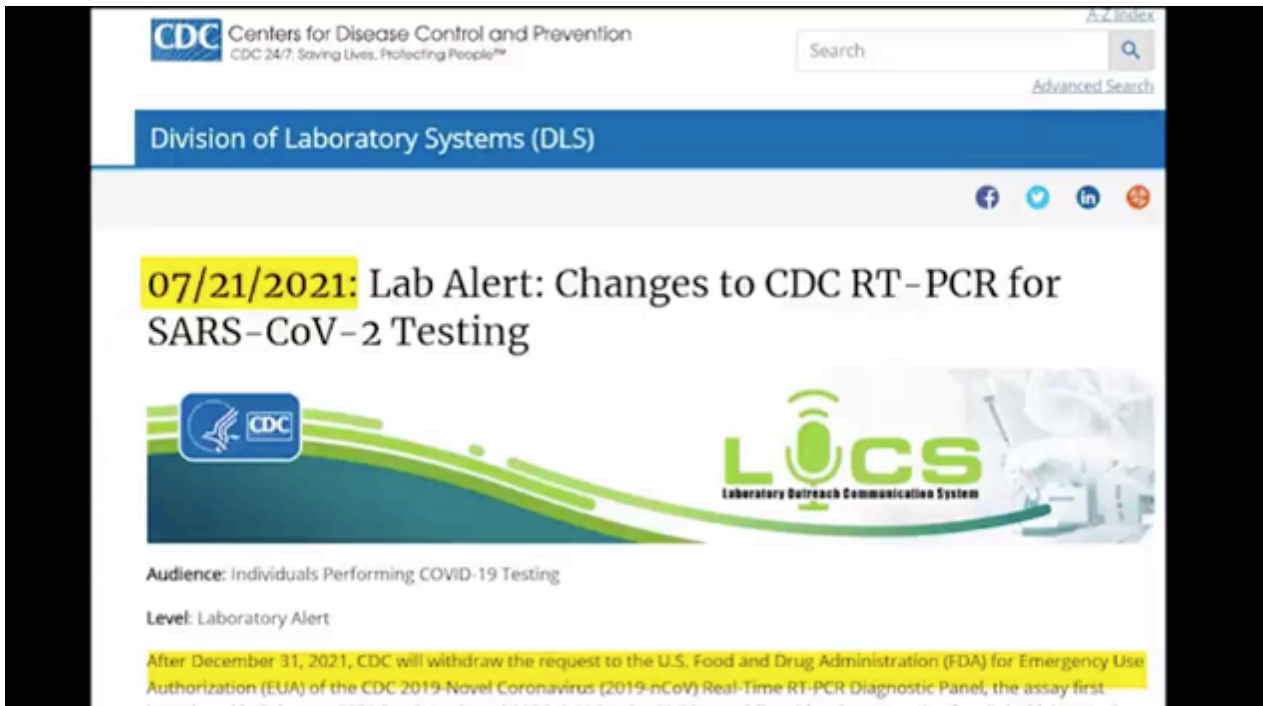 A-Z Index
CDC Centers for Disease Control and Prevention
CDC 24/7: Saving Lives, Protecting People™
Search
Advanced Search
Division of Laboratory Systems (DLS)
07/21/2021: Lab Alert: Changes to CDC RT-PCR for
SARS-CoV-2 Testing
CDC
LOCS
Laboratory Outreach Communication System
Audience: Individuals Performing COVID-19 Testing
Level: Laboratory Alert
After December 31, 2021, CDC will withdraw the request to the U.S. Food and Drug Administration (FDA) for Emergency Use
Authorization (EUA) of the CDC 2019-Novel Coronavirus (2019-nCoV) Real-Time RT-PCR Diagnostic Panel, the assay first